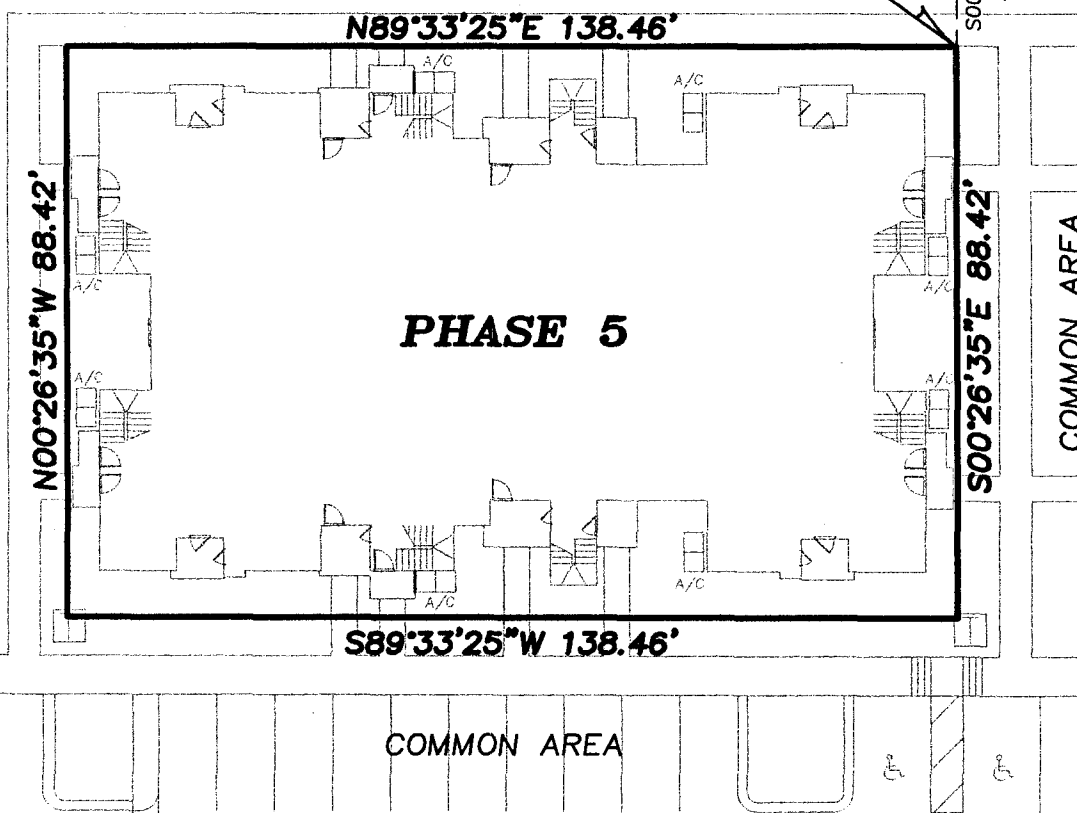 S00°
N89°33'25"E 138.46'
A/C
A/C
N00°26'35"W 88.42'
S00°26'35"E 88.42'
COMMON AREA
A/C
A/C
PHASE 5
A/C
A/C
A/C
A/C
S89°33'25"W 138.46'
COMMON AREA